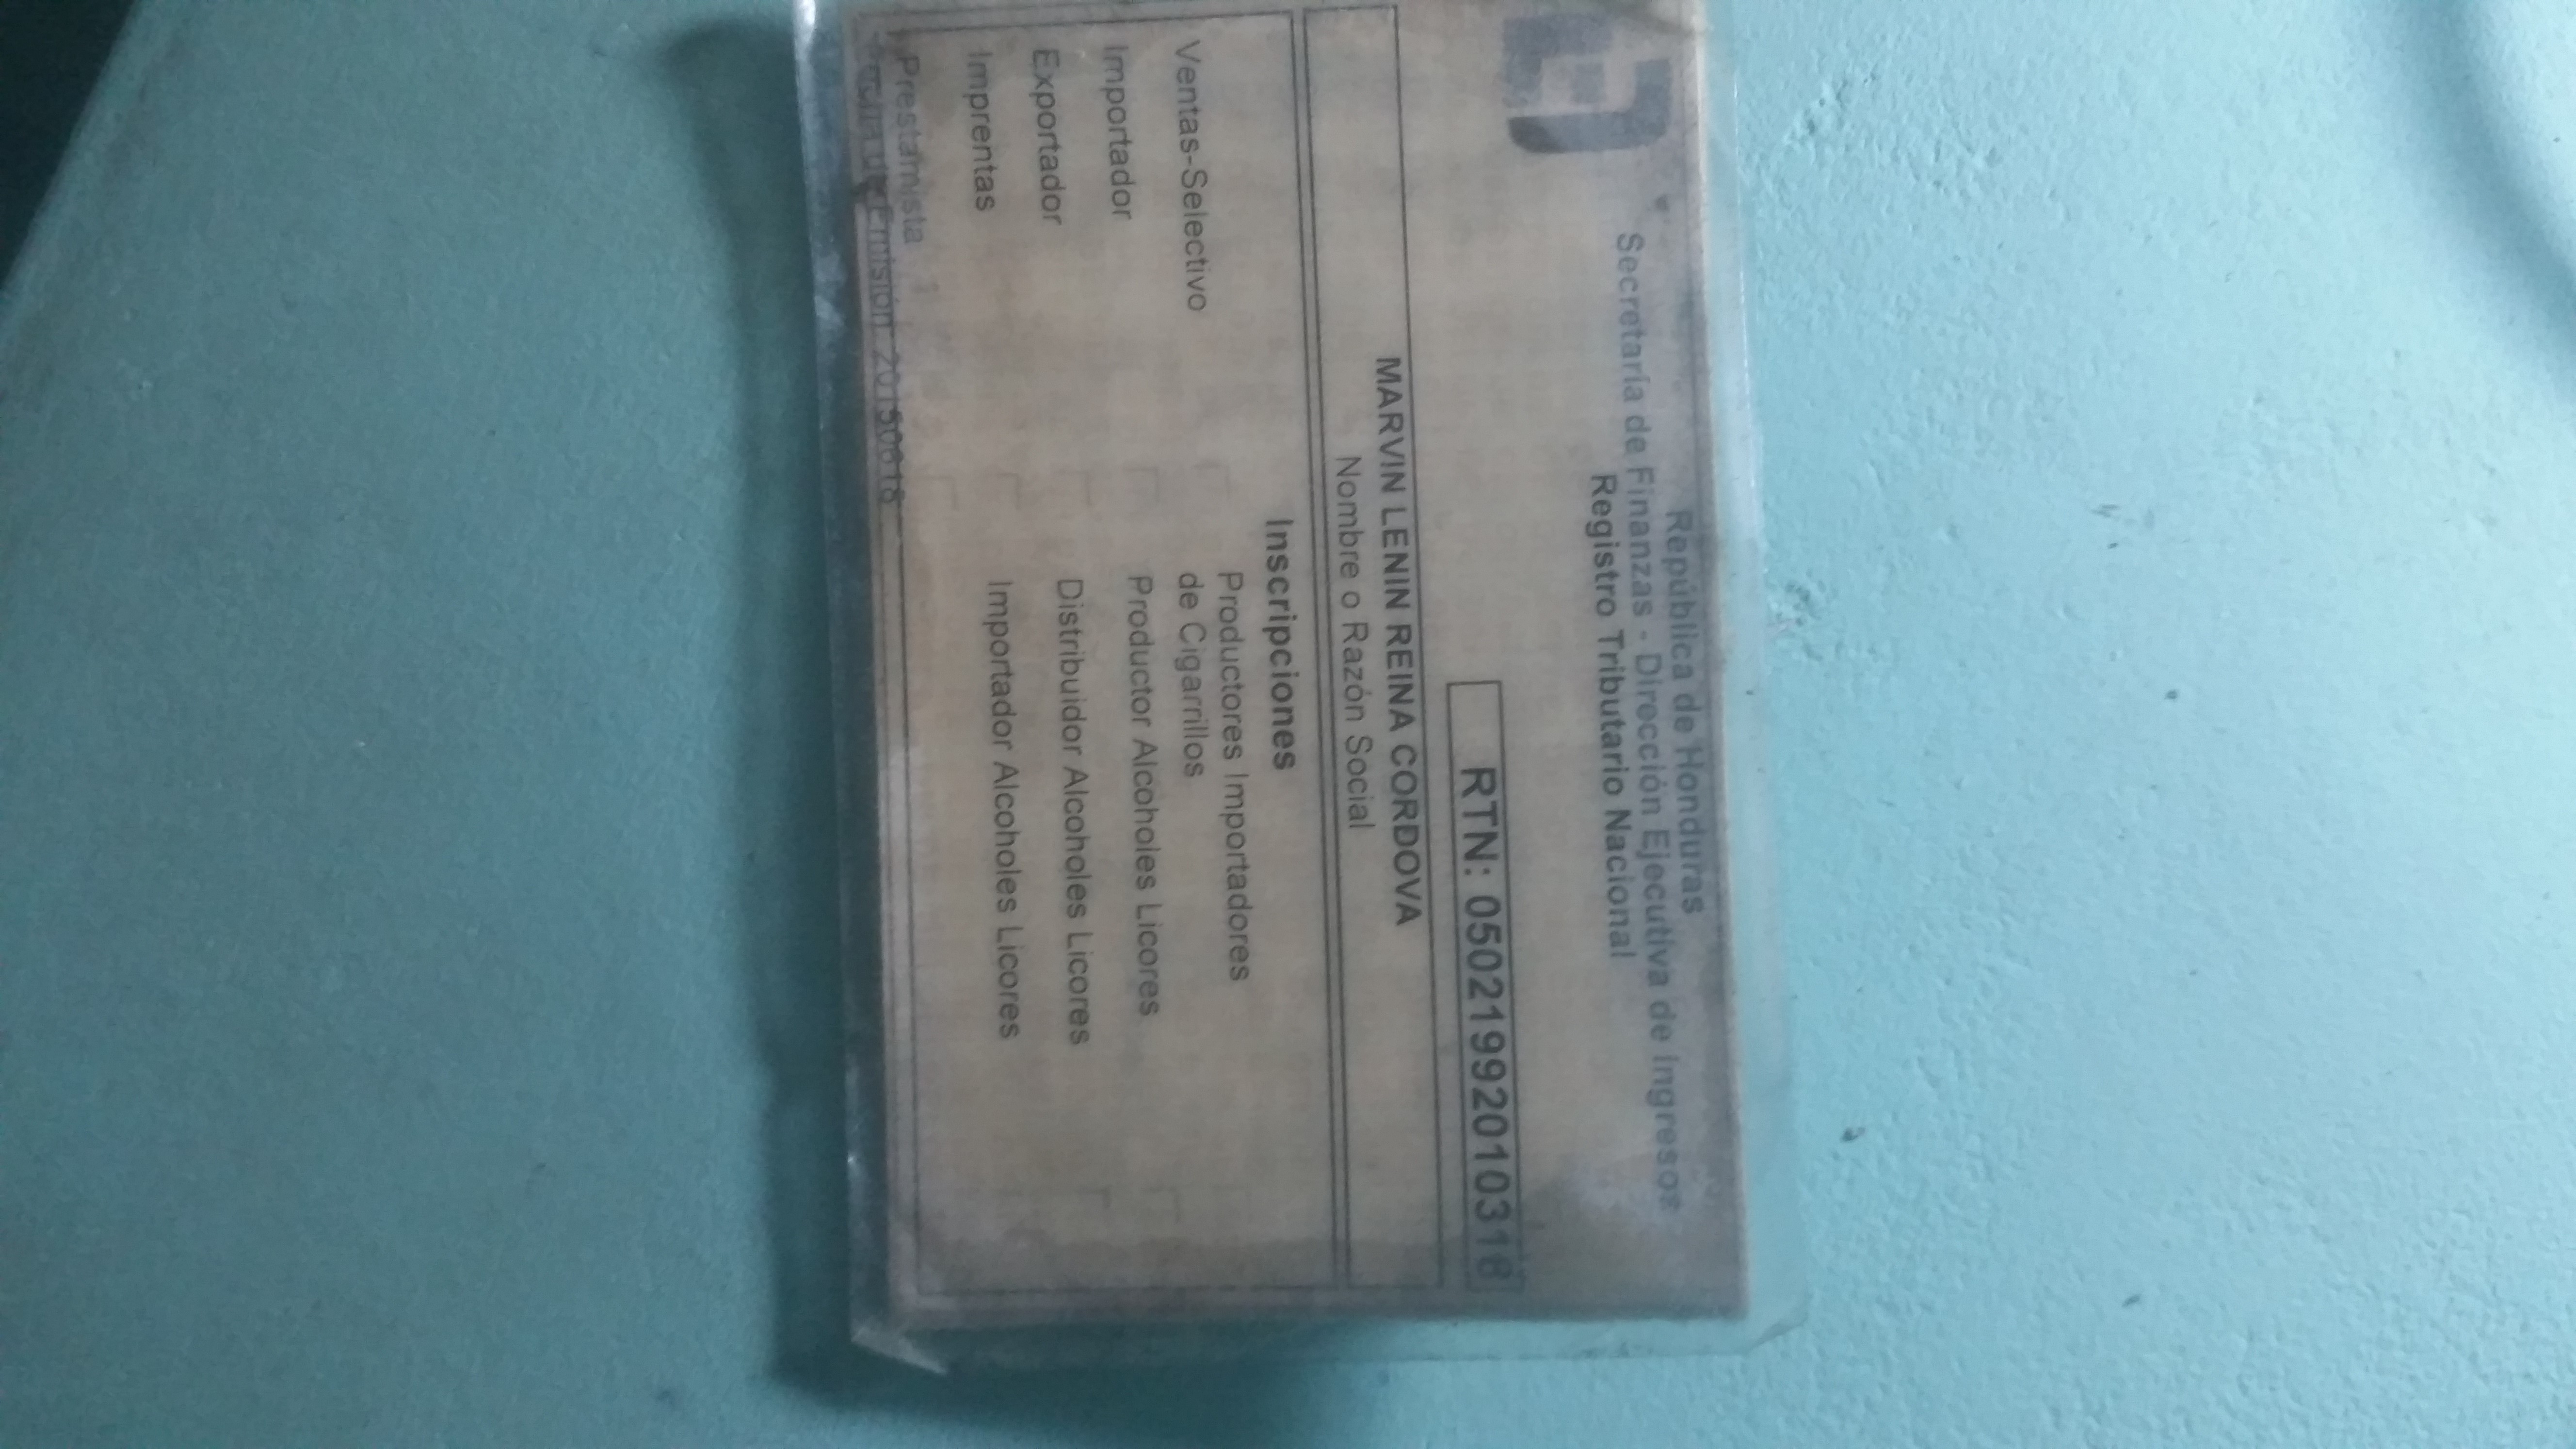 República de Honduras
Secretaría de Finanzas - Dirección Ejecutiva de Ingresos
Registro Tributario Nacional
RTN: 05021992010318
MARVIN LENIN REINA CORDOVA
Nombre o Razón Social
Inscripciones
Ventas-Selectivo
Productores Importadores
de Cigarrillos
Importador
Productor Alcoholes Licores
Exportador
Distribuidor Alcoholes Licores
Imprentas
Importador Alcoholes Licores
Prestamista 1
Emisión: